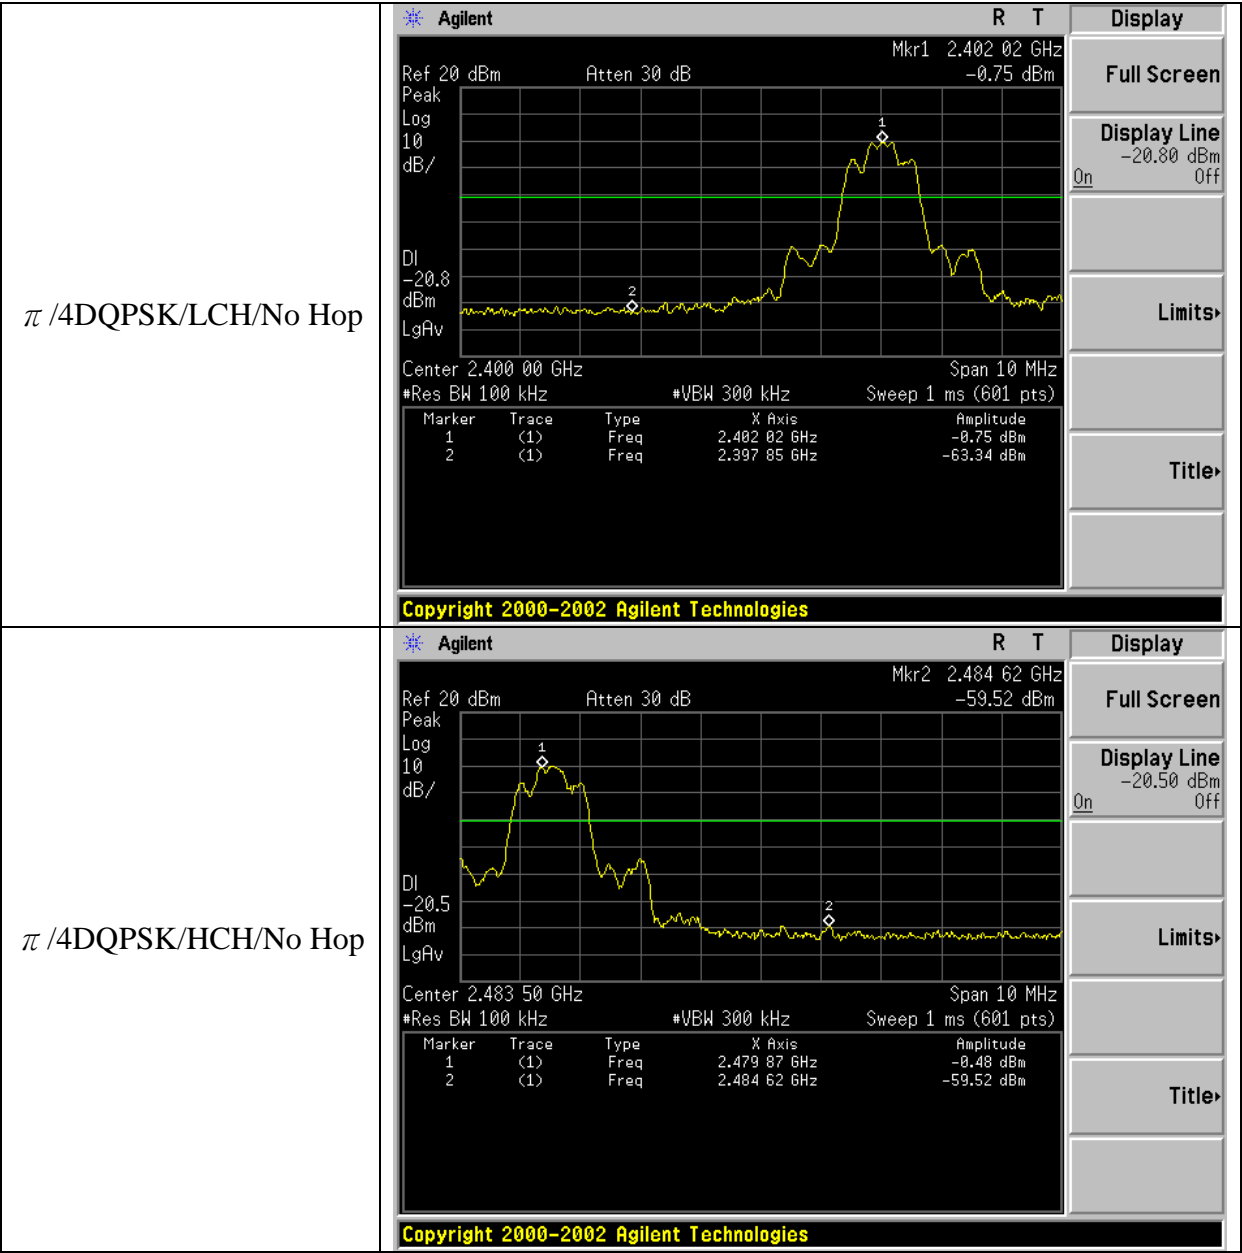 π /4DQPSK/LCH/No Hop
Agilent R T Display
Mkr1 2.402 02 GHz
Ref 20 dBm Atten 30 dB -0.75 dBm Full Screen
Peak
Log
1
10
dB/
Display Line
-20.80 dBm
On Off
DI
-20.8
dBm
2
LgAv
Limits
Center 2.400 00 GHz Span 10 MHz
#Res BW 100 kHz #VBW 300 kHz Sweep 1 ms (601 pts)
Marker Trace Type X Axis Amplitude
1 (1) Freq 2.402 02 GHz -0.75 dBm
2 (1) Freq 2.397 85 GHz -63.34 dBm
Title
Copyright 2000-2002 Agilent Technologies
π /4DQPSK/HCH/No Hop
Agilent R T Display
Mkr2 2.484 62 GHz
Ref 20 dBm Atten 30 dB -59.52 dBm Full Screen
Peak
Log
1
10
dB/
Display Line
-20.50 dBm
On Off
DI
-20.5
dBm
2
LgAv
Limits
Center 2.483 50 GHz Span 10 MHz
#Res BW 100 kHz #VBW 300 kHz Sweep 1 ms (601 pts)
Marker Trace Type X Axis Amplitude
1 (1) Freq 2.479 87 GHz -0.48 dBm
2 (1) Freq 2.484 62 GHz -59.52 dBm
Title
Copyright 2000-2002 Agilent Technologies